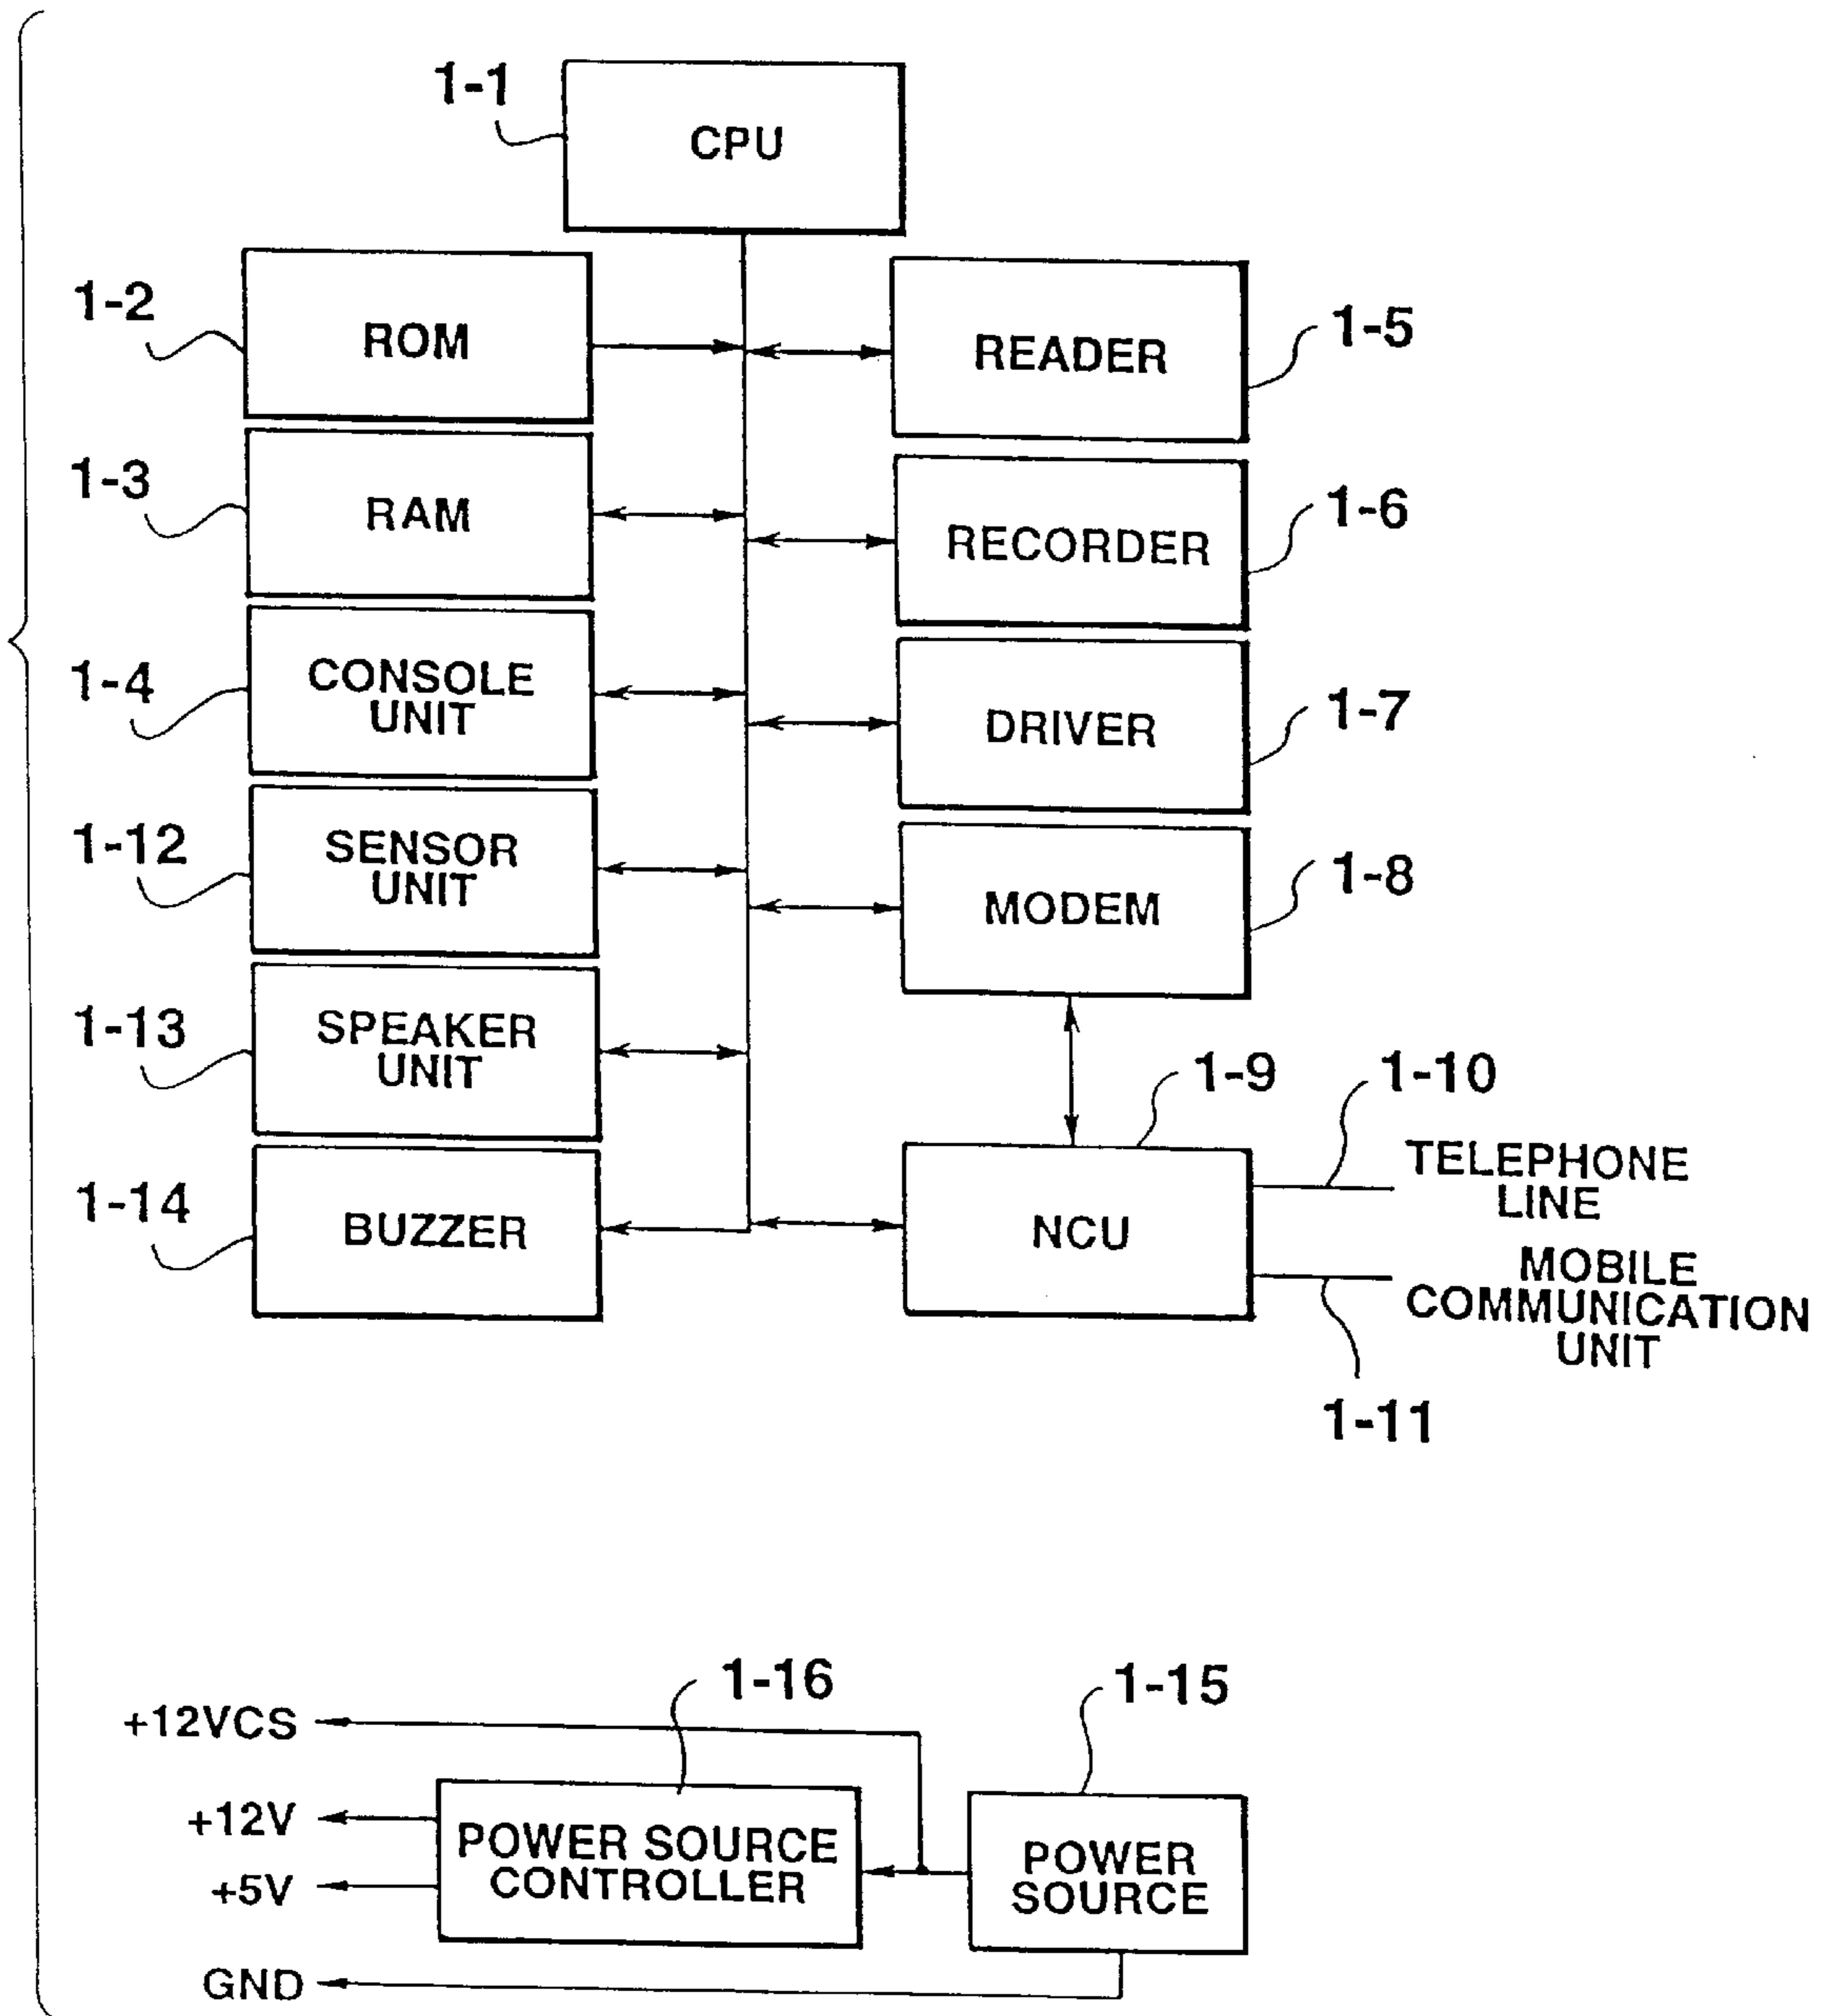 1-1
CPU
1-2
ROM
1-5
READER
1-3
RAM
1-6
RECORDER
1-4
CONSOLE
UNIT
1-7
DRIVER
1-12
SENSOR
UNIT
1-8
MODEM
1-13
SPEAKER
UNIT
1-9
1-10
TELEPHONE
LINE
1-14
BUZZER
NCU
MOBILE
COMMUNICATION
UNIT
1-11
1-16
1-15
+12VCS
+12V
+5V
POWER SOURCE
CONTROLLER
POWER
SOURCE
GND